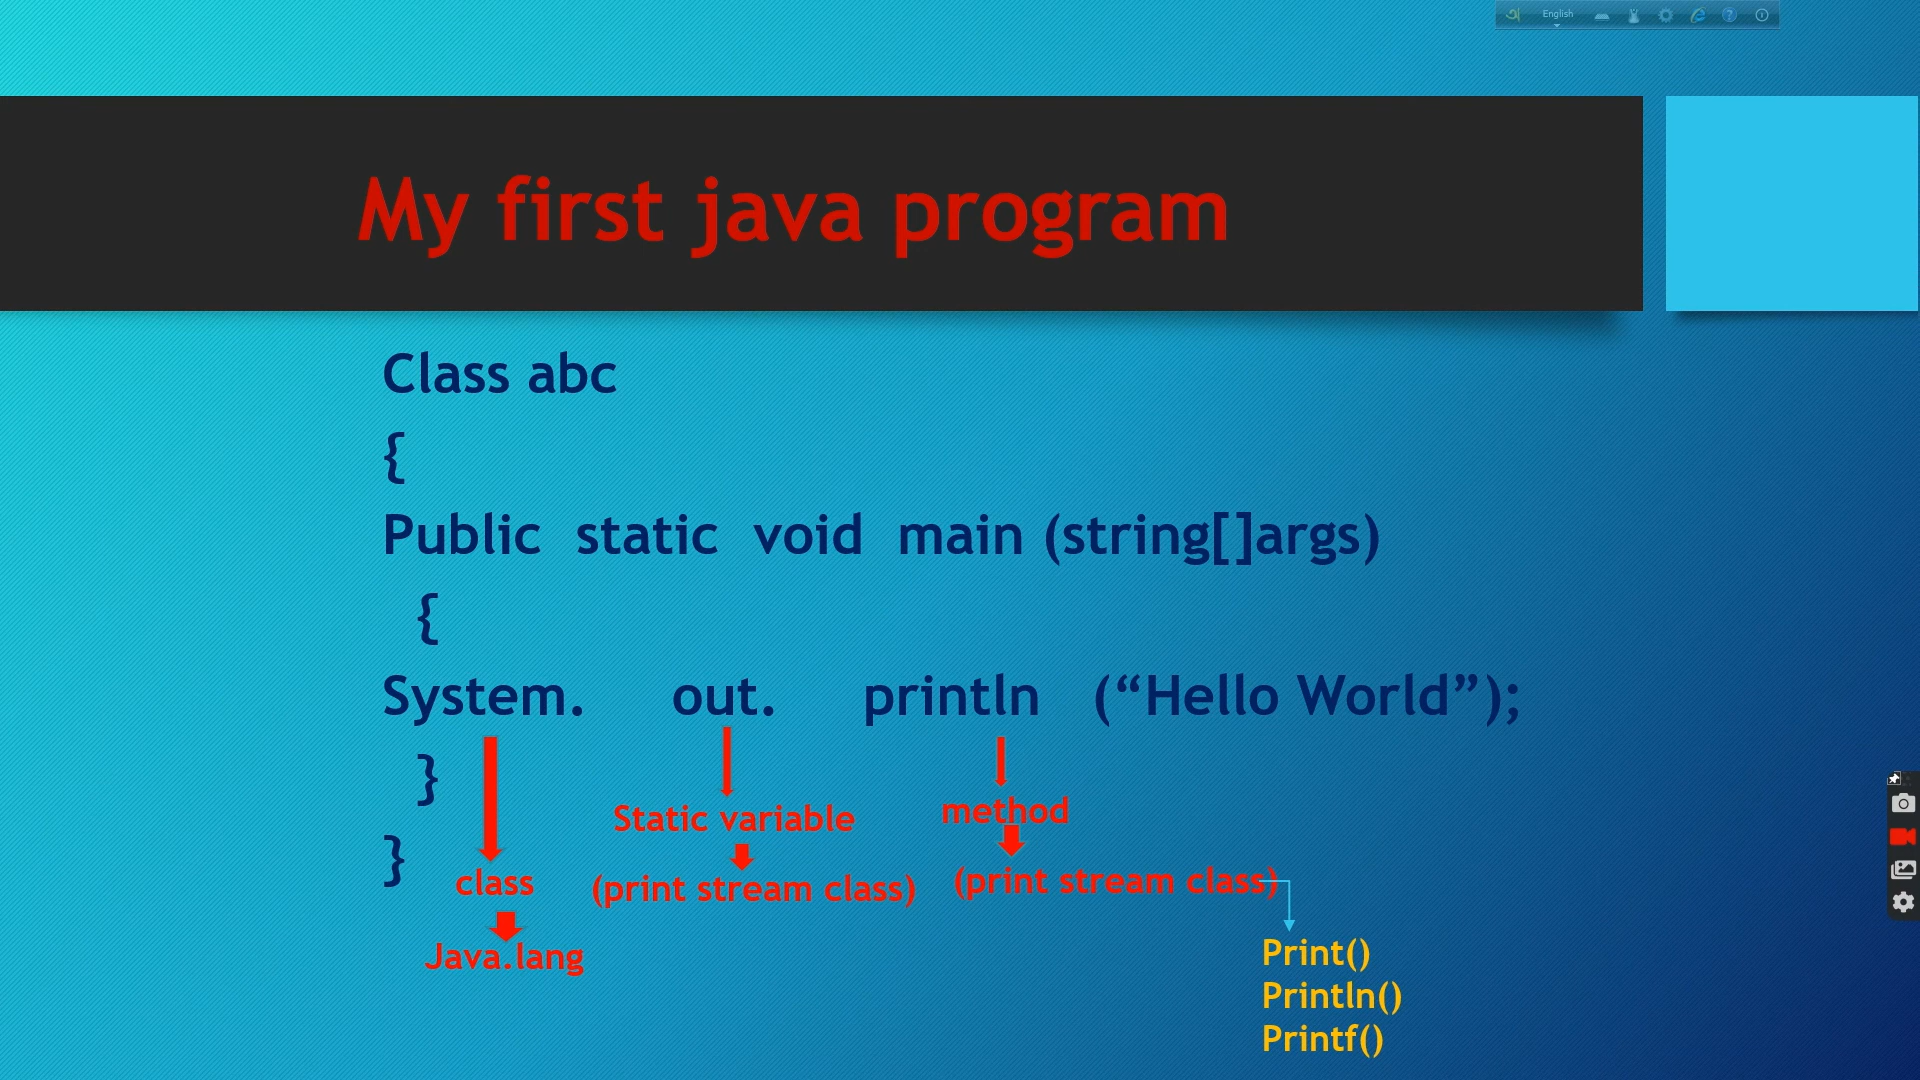 English
My first java program
Class abc
{
Public static void main (string[]args)
{
System. out. println (“Hello World”);
}
}
Static variable
method
class
(print stream class)
(print stream class)
Java.lang
Print()
Println()
Printf()